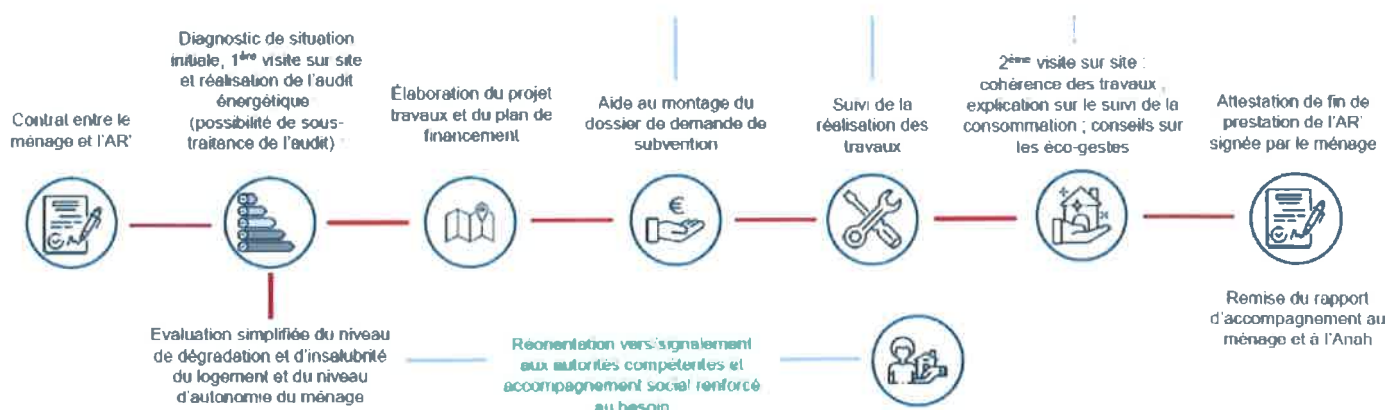 Contrat entre le
ménage et l'AR'
Diagnostic de situation
initiale, 1ère visite sur site
et réalisation de l'audit
énergétique
(possibilité de sous-
traitance de l'audit)
Élaboration du projet
travaux et du plan de
financement
Aide au montage du
dossier de demande de
subvention
€
Suivi de la
réalisation des
travaux
2ème visite sur site :
cohérence des travaux ;
explication sur le suivi de la
consommation ; conseils sur
les éco-gestes
Attestation de fin de
prestation de l'AR'
signée par le ménage
Evaluation simplifiée du niveau
de dégradation et d'insalubrité
du logement et du niveau
d'autonomie du ménage
Réorientation vers/signalement
aux autorités compétentes et
accompagnement social renforcé
au besoin
Remise du rapport
d'accompagnement au
ménage et à l'Anah